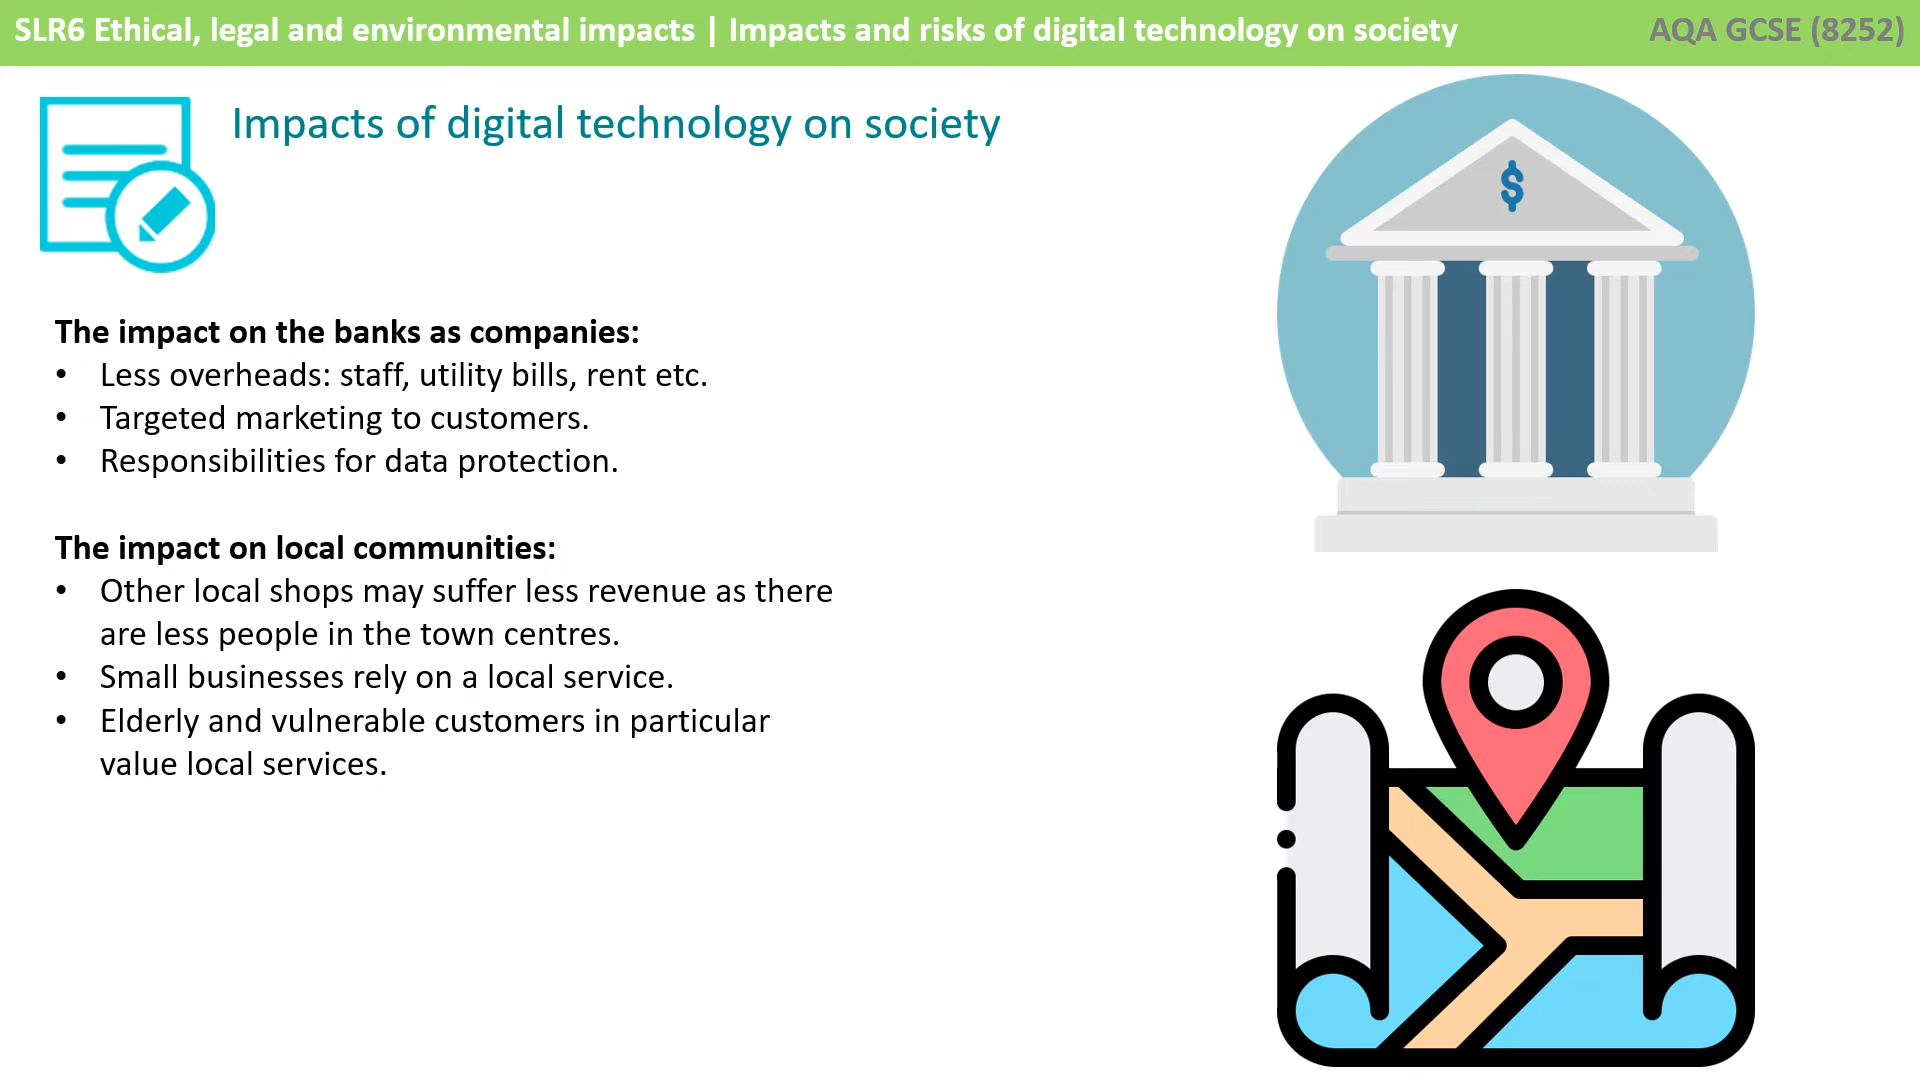 SLR6 Ethical, legal and environmental impacts | Impacts and risks of digital technology on society
AQA GCSE (8252)
Impacts of digital technology on society
$
The impact on the banks as companies:
• Less overheads: staff, utility bills, rent etc.
• Targeted marketing to customers.
• Responsibilities for data protection.
The impact on local communities:
• Other local shops may suffer less revenue as there
are less people in the town centres.
• Small businesses rely on a local service.
• Elderly and vulnerable customers in particular
value local services.